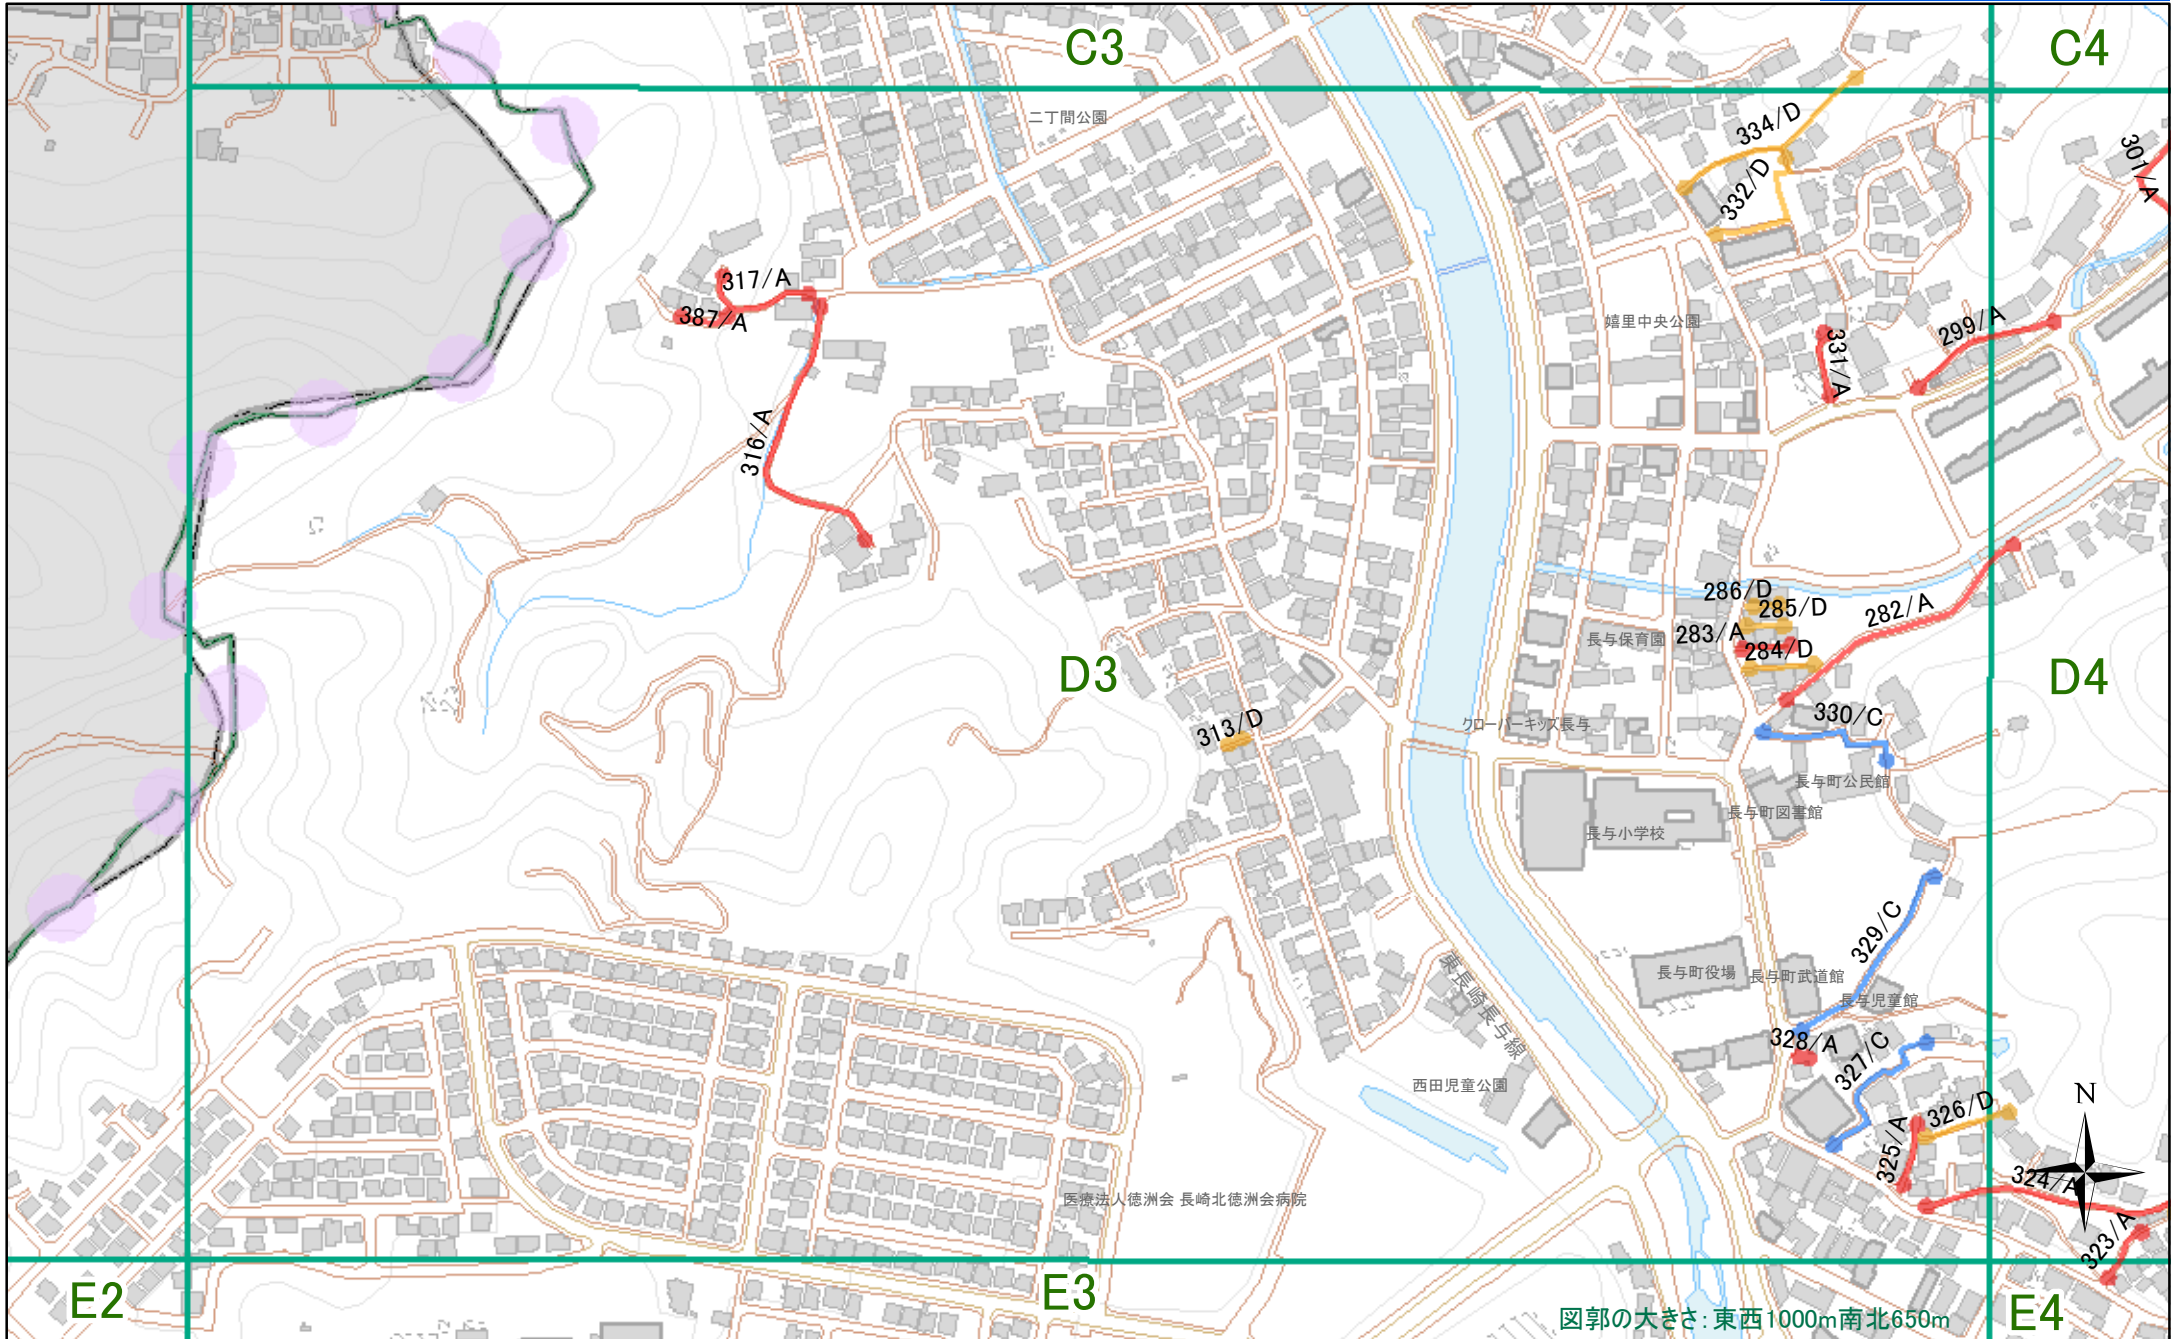 C3
C4
二丁間公園
334/D
301/A
332/D
317/A
387/A
嬉里中央公園
299/A
331/A
316/A
286/D
285/D
282/A
283/A
長与保育園
284/D
D3
D4
330/C
313/D
クローバーキッズ長与
長与町公民館
長与町図書館
長与小学校
329/C
東長崎長与線
長与町役場
長与町武道館
長与児童館
328/A
327/C
西田児童公園
N
326/D
325/A
324/A
医療法人徳洲会 長崎北徳洲会病院
323/A
E2
E3
図郭の大きさ:東西1000m南北650m
E4